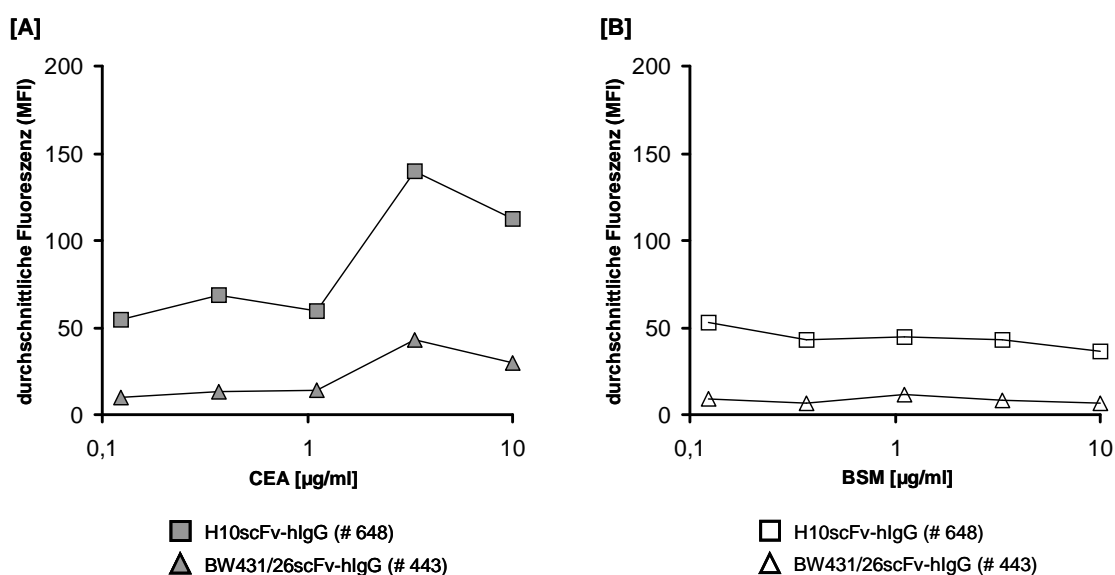 [A]
200
150
100
50
0
durchschnittliche Fluoreszenz (MFI)
0,1
1
10
CEA [µg/ml]
H10scFv-hIgG (# 648)
BW431/26scFv-hIgG (# 443)
[B]
200
150
100
50
0
durchschnittliche Fluoreszenz (MFI)
0,1
1
10
BSM [µg/ml]
H10scFv-hIgG (# 648)
BW431/26scFv-hIgG (# 443)